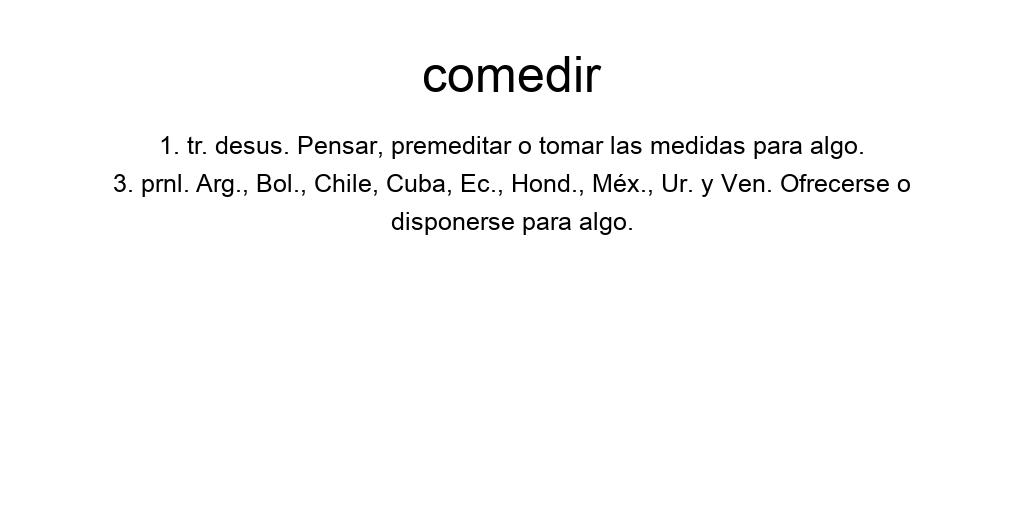 comedir
1. tr. desus. Pensar, premeditar o tomar las medidas para algo.
3. prnl. Arg., Bol., Chile, Cuba, Ec., Hond., Méx., Ur. y Ven. Ofrecerse o
disponerse para algo.